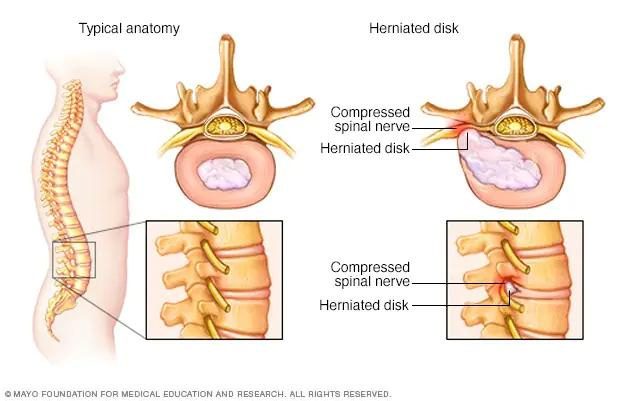 Typical anatomy
Herniated disk
Compressed
spinal nerve
Herniated disk
Compressed
spinal nerve
Herniated disk
© MAYO FOUNDATION FOR MEDICAL EDUCATION AND RESEARCH. ALL RIGHTS RESERVED.